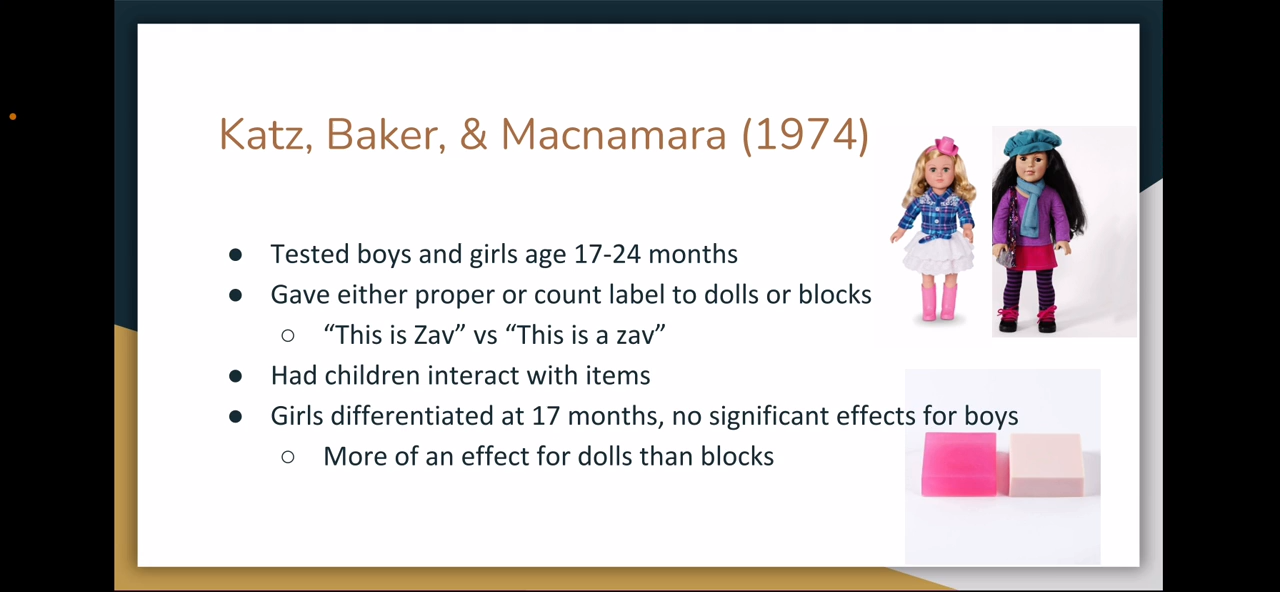 Katz, Baker, & Macnamara (1974)
● Tested boys and girls age 17-24 months
● Gave either proper or count label to dolls or blocks
○ “This is Zav” vs “This is a zav”
● Had children interact with items
● Girls differentiated at 17 months, no significant effects for boys
○ More of an effect for dolls than blocks